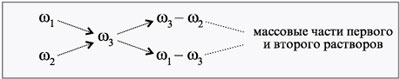 ω₁ ω₃ – ω₂
ω₃ массовые части первого
и второго растворов
ω₂ ω₁ – ω₃